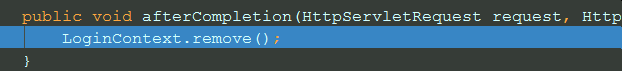 public void afterCompletion(HttpServletRequest request, Http
LoginContext.remove();
}